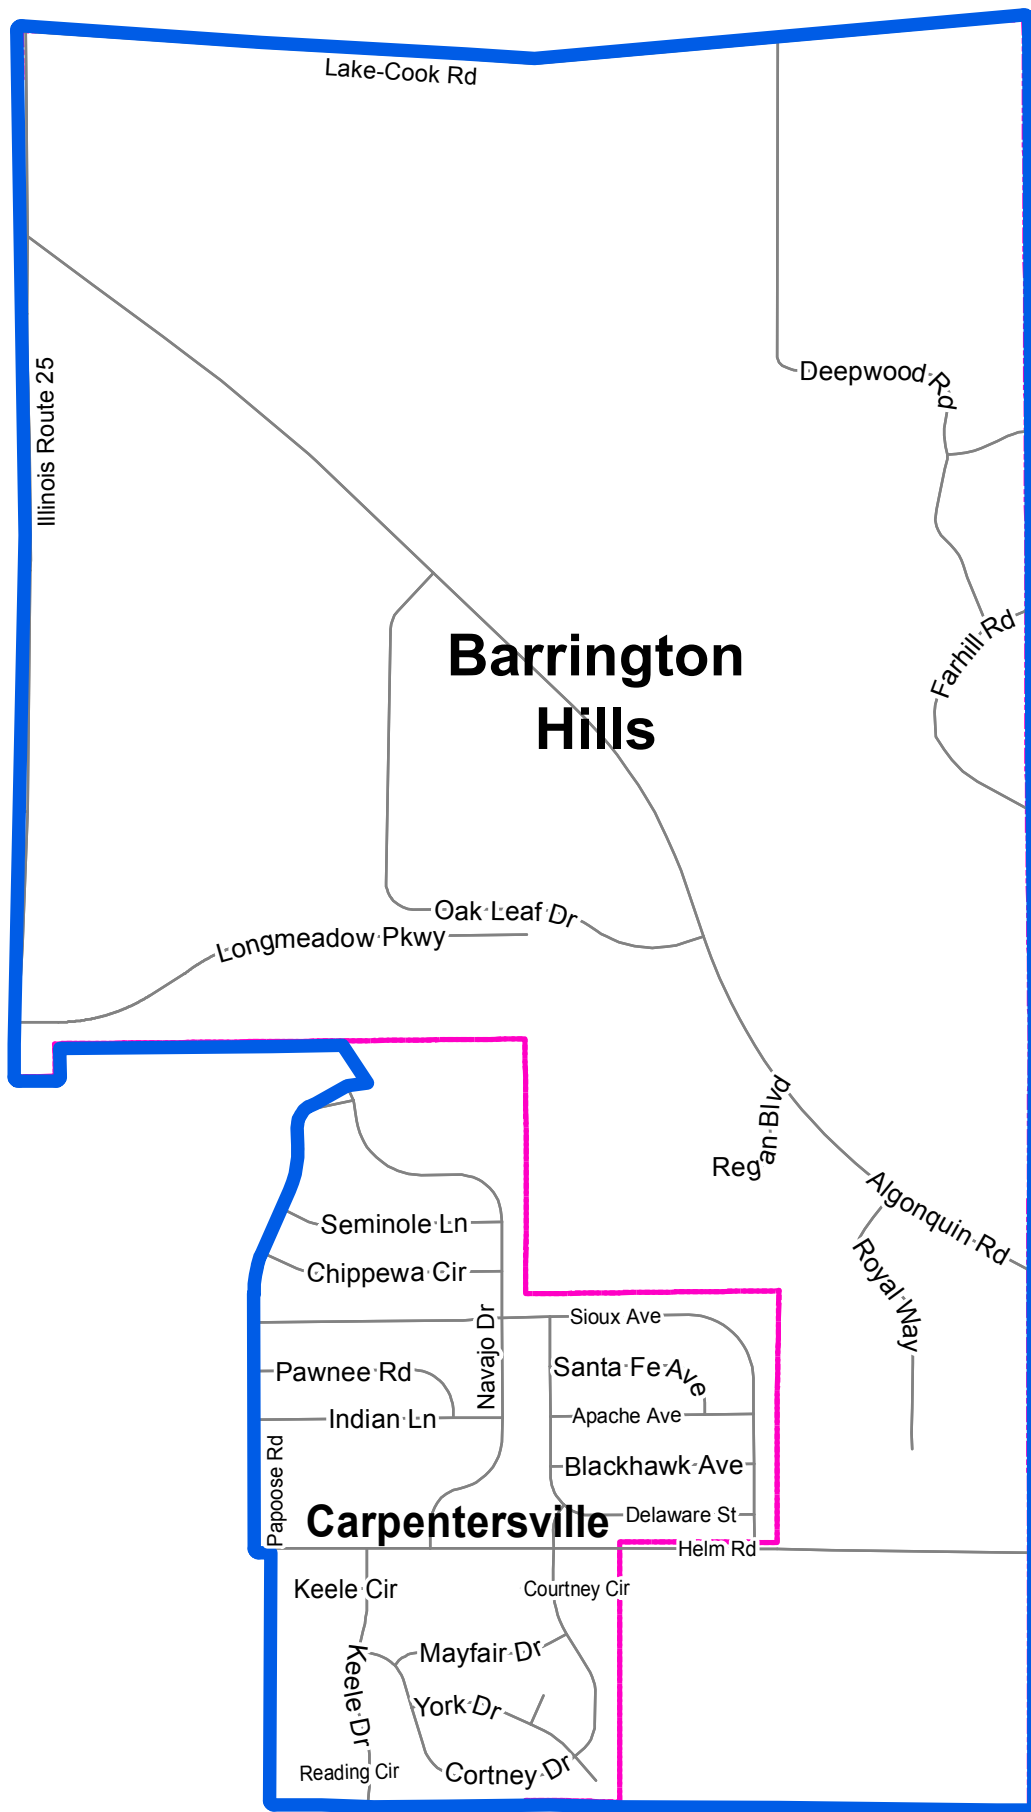 Lake-Cook Rd
Illinois Route 25
Deepwood Rd
Farhill Rd
Barrington
Hills
Oak Leaf Dr
Longmeadow Pkwy
Regan Blvd
Algonquin Rd
Royal Way
Seminole Ln
Chippewa Cir
Navajo Dr
Sioux Ave
Pawnee Rd
Santa Fe Ave
Indian Ln
Apache Ave
Papoose Rd
Blackhawk Ave
Carpentersville
Delaware St
Helm Rd
Keele Cir
Courtney Cir
Mayfair Dr
Keele Dr
York Dr
Reading Cir
Cortney Dr